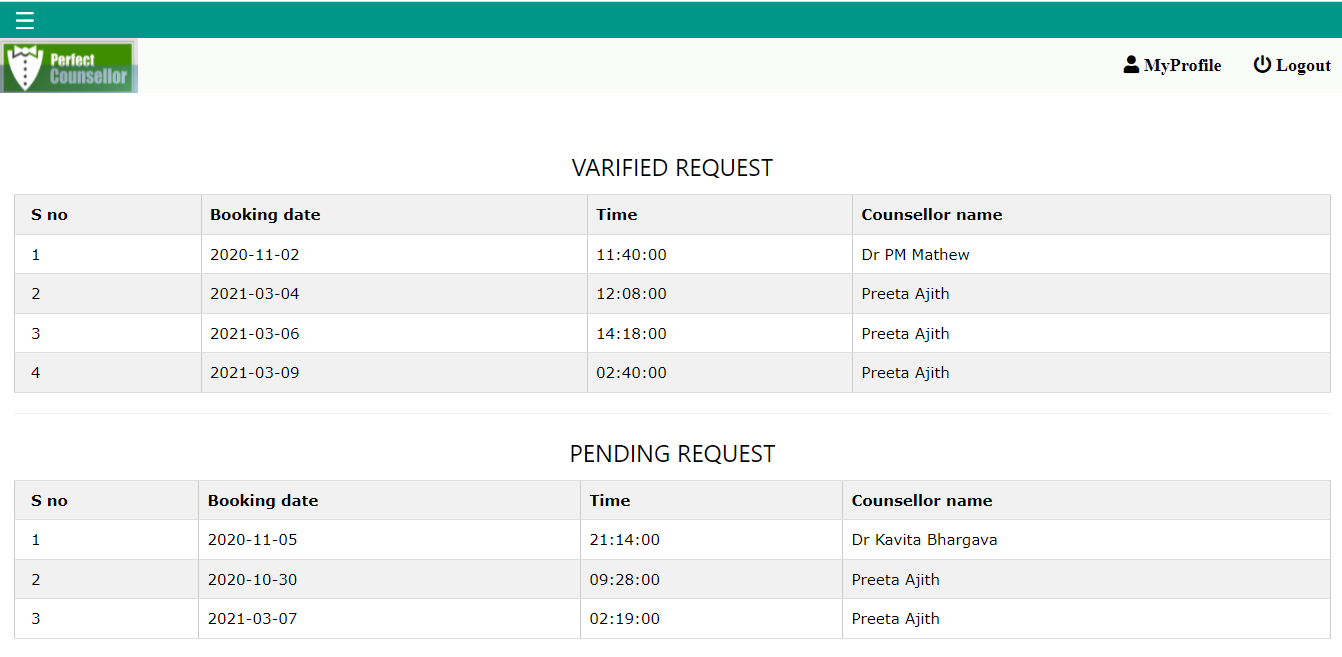 ☰
Perfect
Counsellor
MyProfile Logout
VARIFIED REQUEST
S no Booking date Time Counsellor name
1 2020-11-02 11:40:00 Dr PM Mathew
2 2021-03-04 12:08:00 Preeta Ajith
3 2021-03-06 14:18:00 Preeta Ajith
4 2021-03-09 02:40:00 Preeta Ajith
PENDING REQUEST
S no Booking date Time Counsellor name
1 2020-11-05 21:14:00 Dr Kavita Bhargava
2 2020-10-30 09:28:00 Preeta Ajith
3 2021-03-07 02:19:00 Preeta Ajith